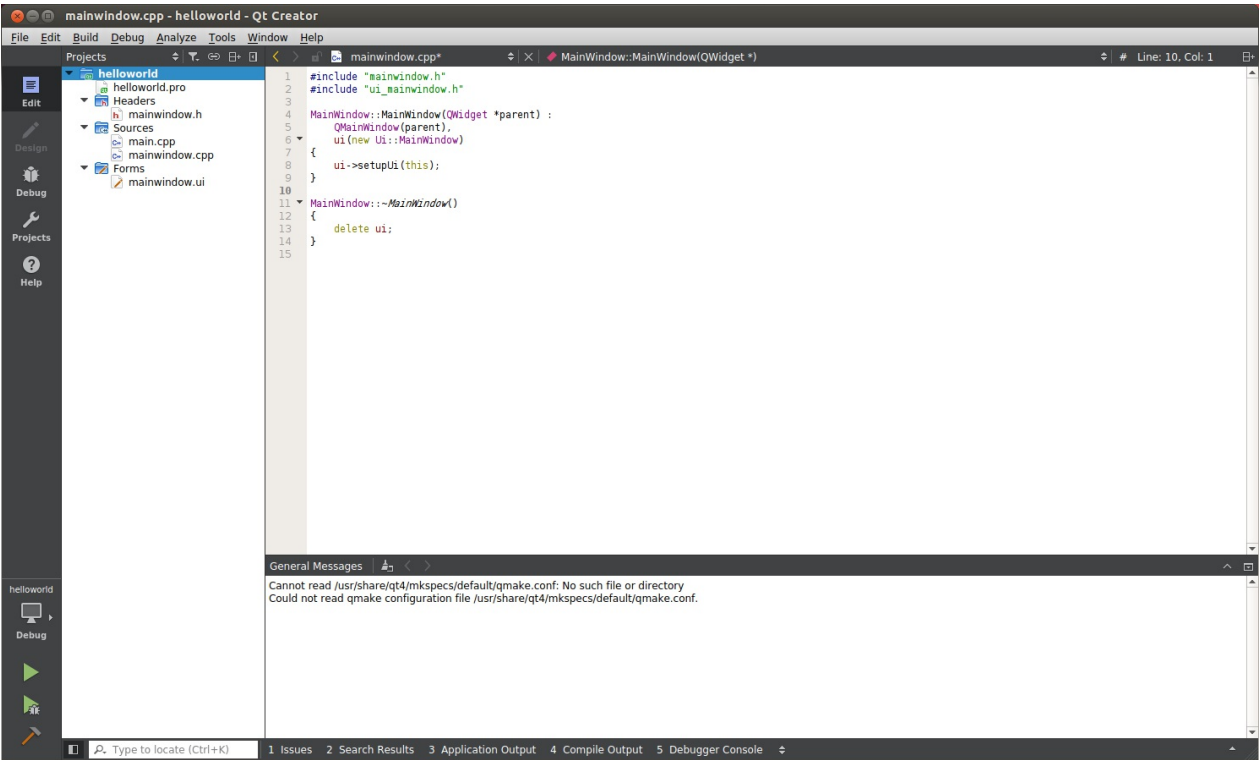 mainwindow.cpp - helloworld - Qt Creator
File Edit Build Debug Analyze Tools Window Help
Projects
mainwindow.cpp*
MainWindow::MainWindow(QWidget *)
# Line: 10, Col: 1
Edit
Design
Debug
Projects
Help
helloworld
helloworld.pro
Headers
mainwindow.h
Sources
main.cpp
mainwindow.cpp
Forms
mainwindow.ui
1 #include "mainwindow.h"
2 #include "ui_mainwindow.h"
3
4 MainWindow::MainWindow(QWidget *parent) :
5 QMainWindow(parent),
6 ui(new Ui::MainWindow)
7 {
8 ui->setupUi(this);
9 }
10
11 MainWindow::~MainWindow()
12 {
13 delete ui;
14 }
15
General Messages
Cannot read /usr/share/qt4/mkspecs/default/qmake.conf: No such file or directory
Could not read qmake configuration file /usr/share/qt4/mkspecs/default/qmake.conf.
helloworld
Debug
Type to locate (Ctrl+K)
1 Issues 2 Search Results 3 Application Output 4 Compile Output 5 Debugger Console